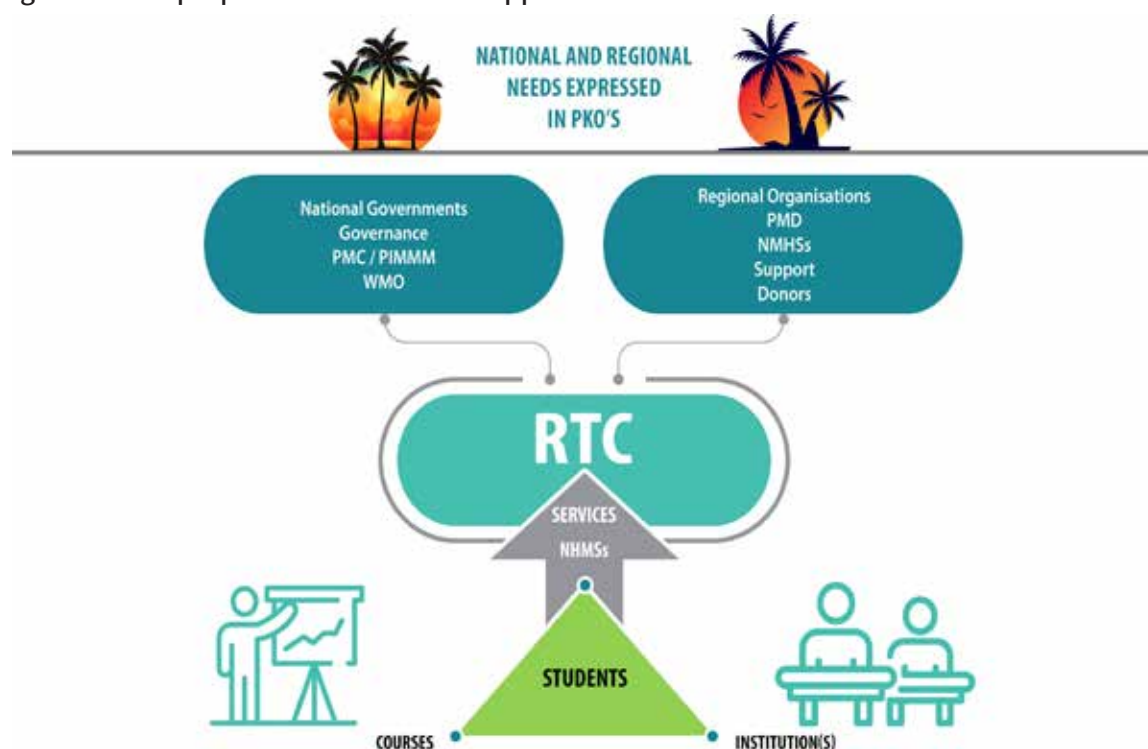 NATIONAL AND REGIONAL
NEEDS EXPRESSED
IN PKO'S
National Governments
Governance
PMC / PIMMM
WMO
Regional Organisations
PMD
NMHSs
Support
Donors
RTC
SERVICES
NHMSs
STUDENTS
COURSES
INSTITUTION(S)